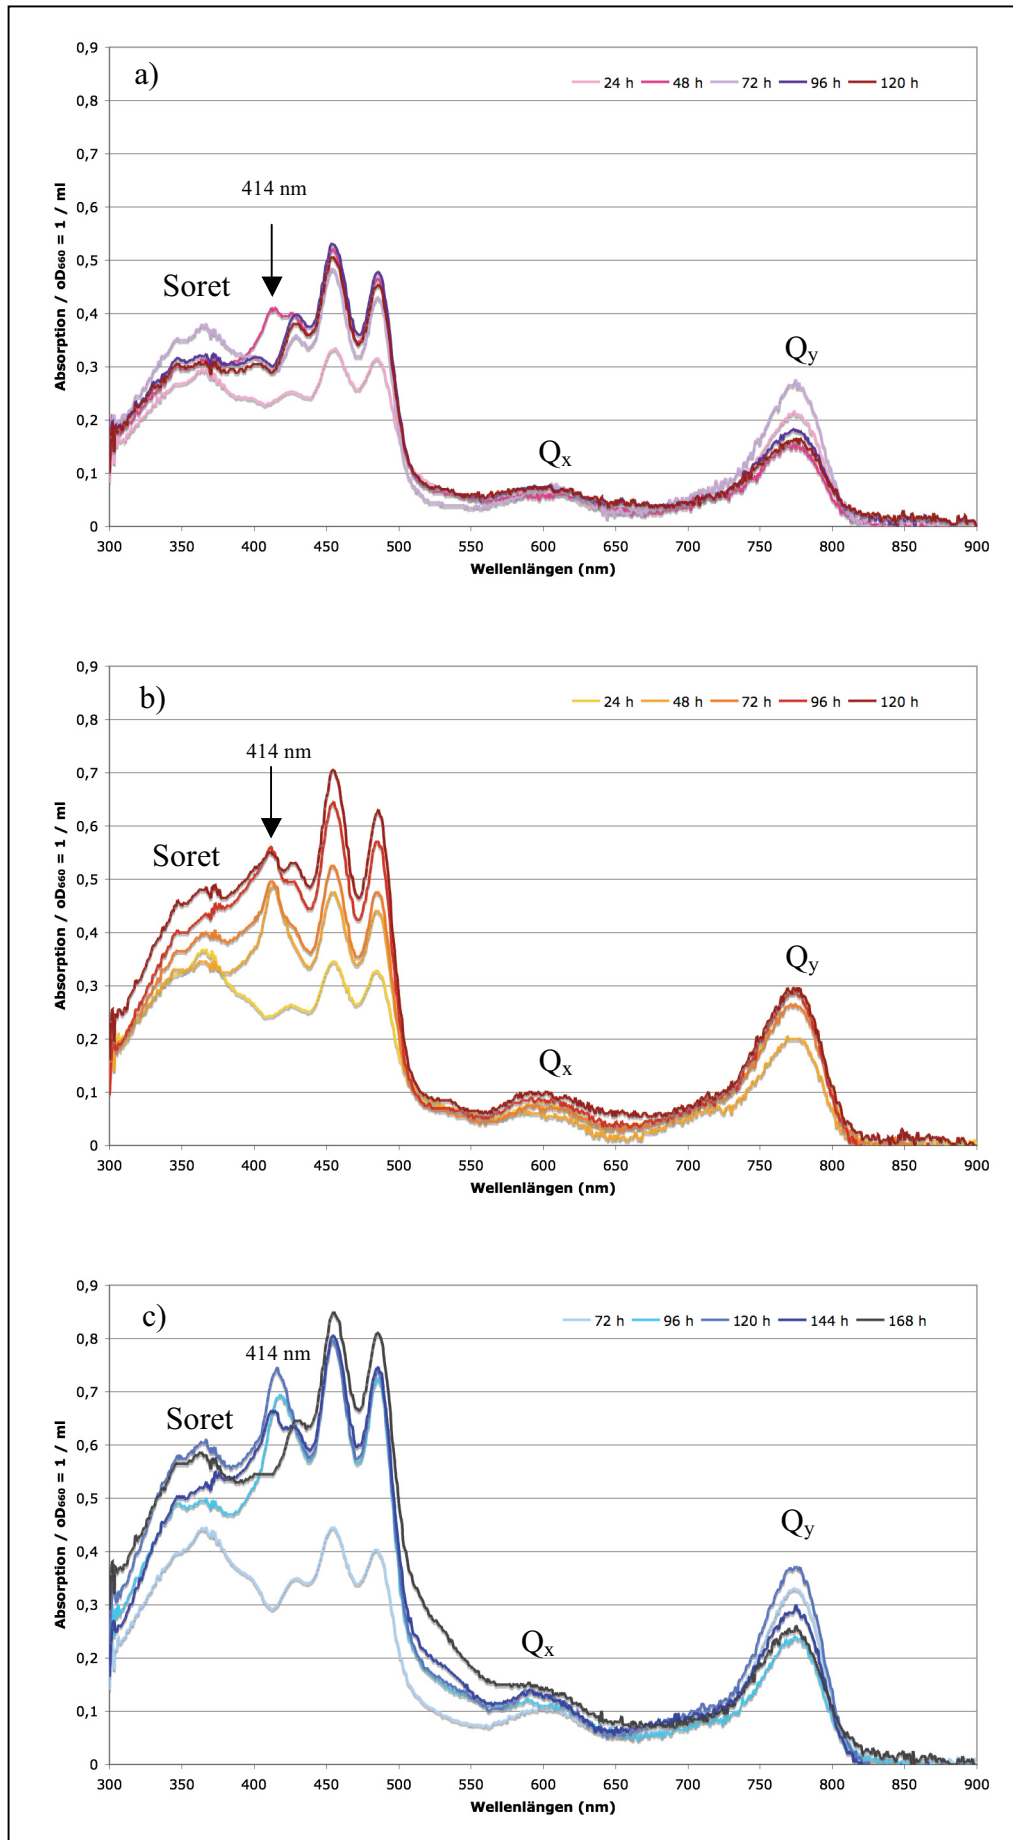 a)
24 h 48 h 72 h 96 h 120 h
414 nm
Soret
Qx
Qy
Absorption / oD660 = 1 / ml
0,9
0,8
0,7
0,6
0,5
0,4
0,3
0,2
0,1
0
300 350 400 450 500 550 600 650 700 750 800 850 900
Wellenlängen (nm)
b)
24 h 48 h 72 h 96 h 120 h
414 nm
Soret
Qx
Qy
Absorption / oD660 = 1 / ml
0,9
0,8
0,7
0,6
0,5
0,4
0,3
0,2
0,1
0
300 350 400 450 500 550 600 650 700 750 800 850 900
Wellenlängen (nm)
c)
72 h 96 h 120 h 144 h 168 h
414 nm
Soret
Qx
Qy
Absorption / oD660 = 1 / ml
0,9
0,8
0,7
0,6
0,5
0,4
0,3
0,2
0,1
0
300 350 400 450 500 550 600 650 700 750 800 850 900
Wellenlängen (nm)